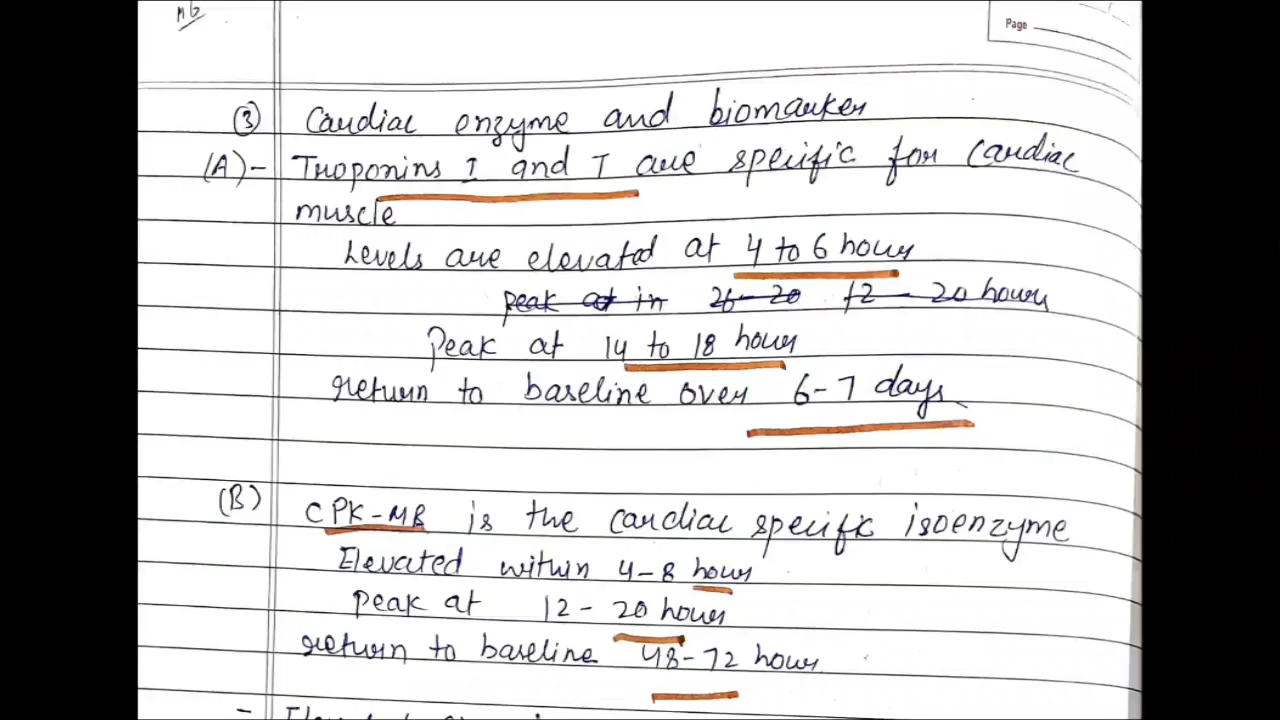 MG
Page
③ Cardiac enzyme and biomarker
(A)- Troponins I and T are specific for cardiac
muscle
Levels are elevated at 4 to 6 hours
peak at in 26-20 12 - 20 hours
Peak at 14 to 18 hours
return to baseline over 6-7 days
(B) CPK-MB is the cardiac specific isoenzyme
Elevated within 4-8 hours
Peak at 12-20 hours
return to baseline 48-72 hours